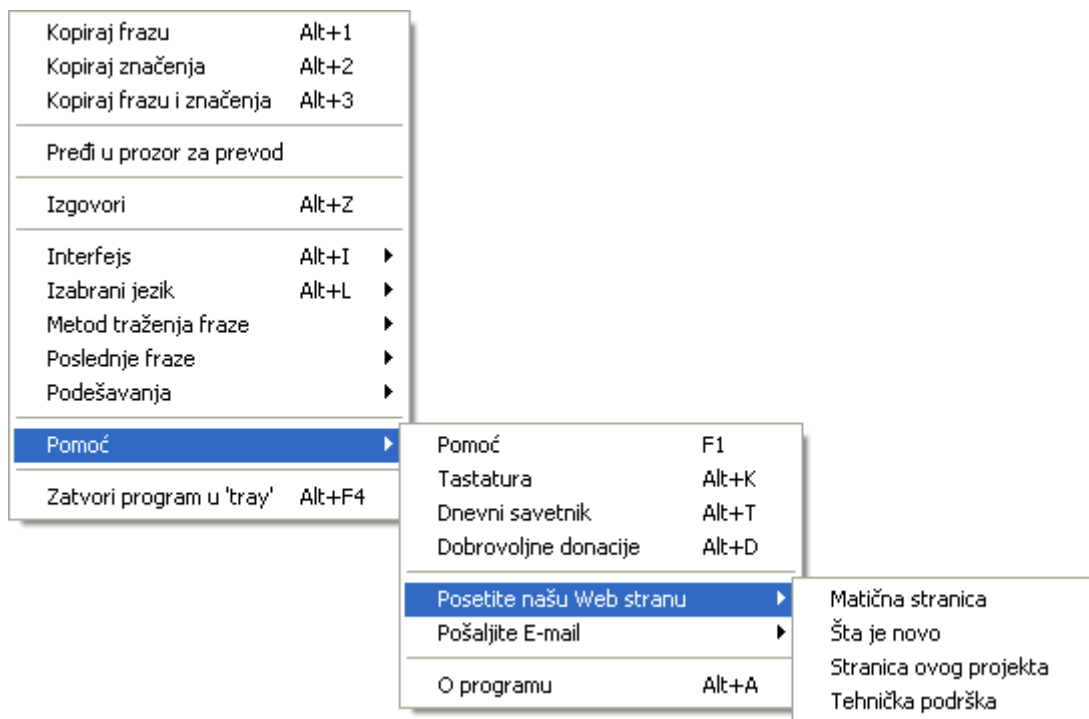 Kopiraj frazu Alt+1
Kopiraj značenja Alt+2
Kopiraj frazu i značenja Alt+3
Pređi u prozor za prevod
Izgovori Alt+Z
Interfejs Alt+I
Izabrani jezik Alt+L
Metod traženja fraze
Poslednje fraze
Podešavanja
Pomoć
Zatvori program u 'tray' Alt+F4
Pomoć F1
Tastatura Alt+K
Dnevni savetnik Alt+T
Dobrovoljne donacije Alt+D
Posetite našu Web stranu
Pošaljite E-mail
O programu Alt+A
Matična stranica
Šta je novo
Stranica ovog projekta
Tehnička podrška